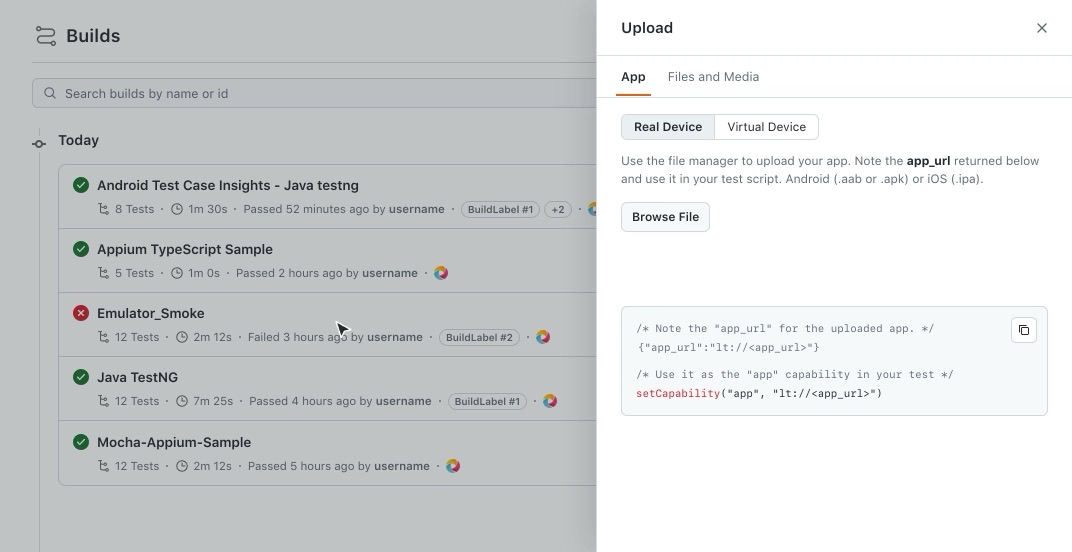 Builds
Search builds by name or id
Today
Android Test Case Insights - Java testng
8 Tests · 1m 30s · Passed 52 minutes ago by username · BuildLabel #1 +2 ·
Appium TypeScript Sample
5 Tests · 1m 0s · Passed 2 hours ago by username ·
Emulator_Smoke
12 Tests · 2m 12s · Failed 3 hours ago by username · BuildLabel #2 ·
Java TestNG
12 Tests · 7m 25s · Passed 4 hours ago by username · BuildLabel #1 ·
Mocha-Appium-Sample
12 Tests · 2m 12s · Passed 5 hours ago by username ·
Upload
App Files and Media
Real Device Virtual Device
Use the file manager to upload your app. Note the app_url returned below
and use it in your test script. Android (.aab or .apk) or iOS (.ipa).
Browse File
/* Note the "app_url" for the uploaded app. */
{"app_url":"lt://<app_url>"}
/* Use it as the "app" capability in your test */
setCapability("app", "lt://<app_url>")